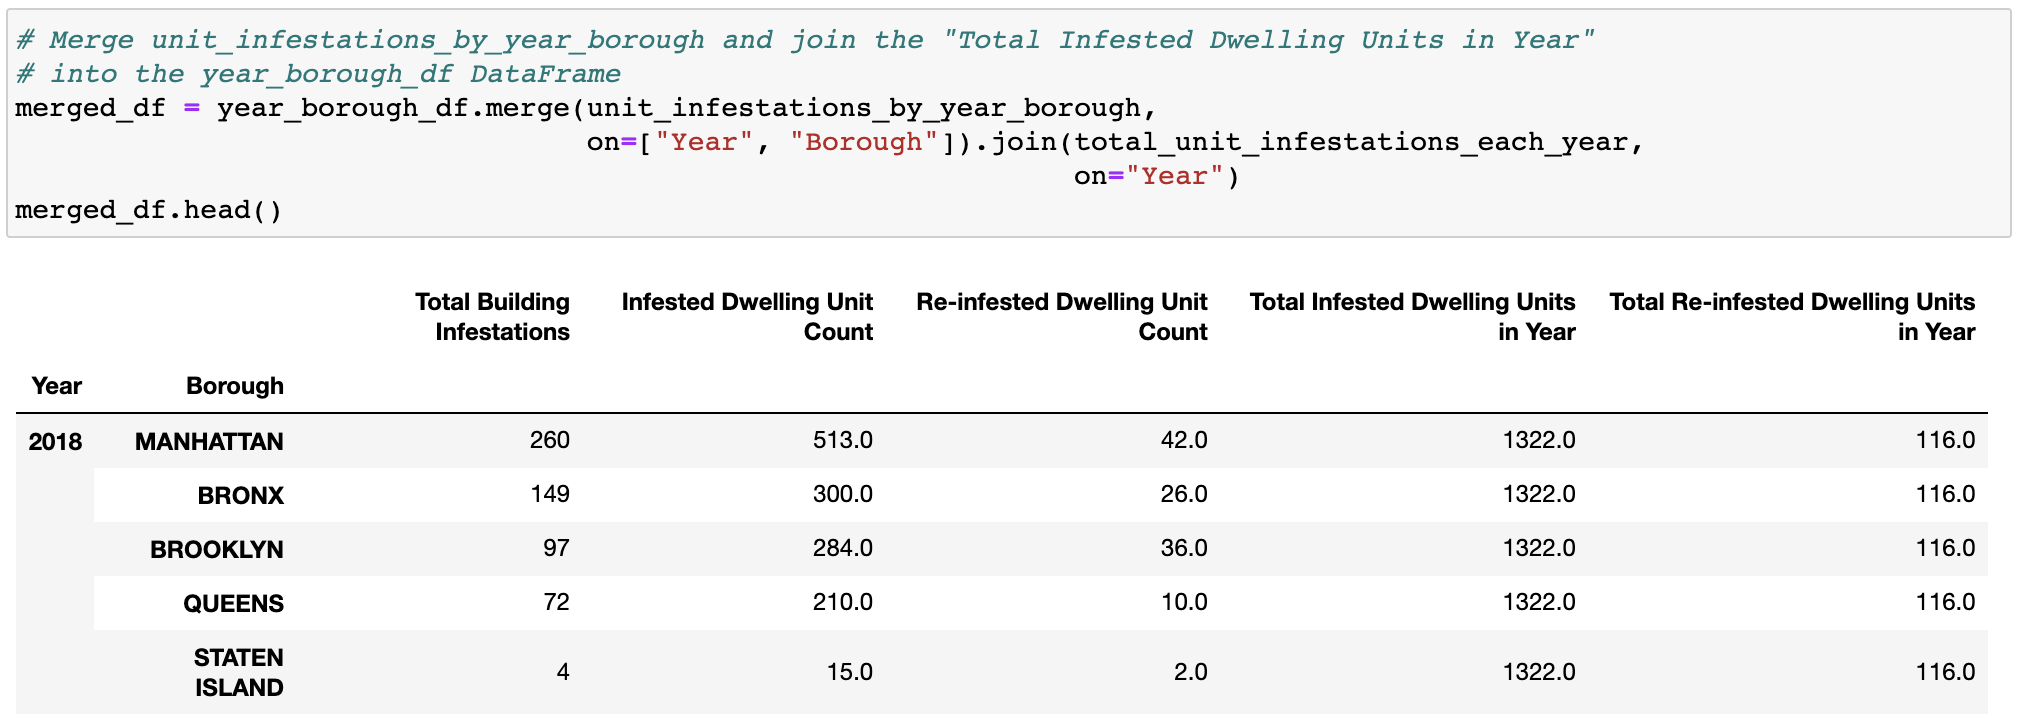 # Merge unit_infestations_by_year_borough and join the "Total Infested Dwelling Units in Year"
# into the year_borough_df DataFrame
merged_df = year_borough_df.merge(unit_infestations_by_year_borough,
on=["Year", "Borough"]).join(total_unit_infestations_each_year,
on="Year")
merged_df.head()
Total Building Infested Dwelling Unit Re-infested Dwelling Unit Total Infested Dwelling Units Total Re-infested Dwelling Units
Infestations Count Count in Year in Year
Year Borough
2018 MANHATTAN 260 513.0 42.0 1322.0 116.0
BRONX 149 300.0 26.0 1322.0 116.0
BROOKLYN 97 284.0 36.0 1322.0 116.0
QUEENS 72 210.0 10.0 1322.0 116.0
STATEN
ISLAND 4 15.0 2.0 1322.0 116.0